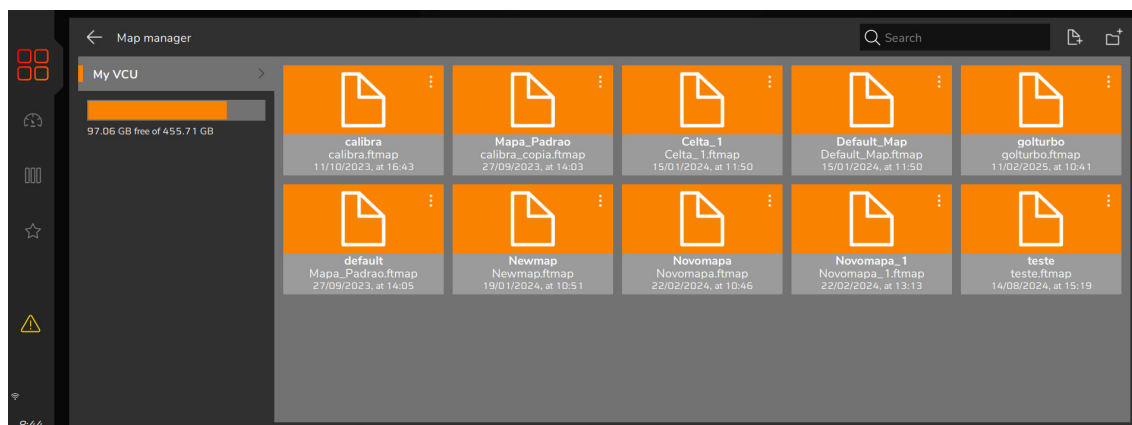 Map manager
Search
My VCU
97.06 GB free of 455.71 GB
calibra
calibra.ftmap
11/10/2023, at 16:43
Mapa_Padrao
calibra_copia.ftmap
27/09/2023, at 14:03
Celta_1
Celta_1.ftmap
15/01/2024, at 11:50
Default_Map
Default_Map.ftmap
15/01/2024, at 11:50
golturbo
golturbo.ftmap
11/02/2025, at 10:41
default
Mapa_Padrao.ftmap
27/09/2023, at 14:05
Newmap
Newmap.ftmap
19/01/2024, at 10:51
Novomapa
Novomapa.ftmap
22/02/2024, at 10:46
Novomapa_1
Novomapa_1.ftmap
22/02/2024, at 13:13
teste
teste.ftmap
14/08/2024, at 15:19